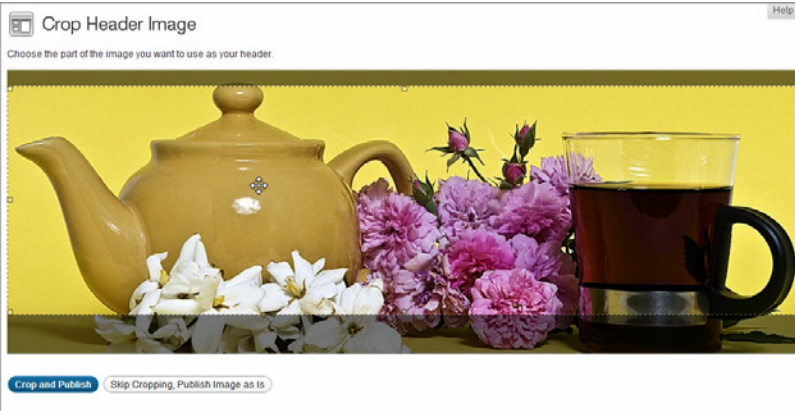 Help
Crop Header Image
Choose the part of the image you want to use as your header.
Crop and Publish
Skip Cropping, Publish Image as Is